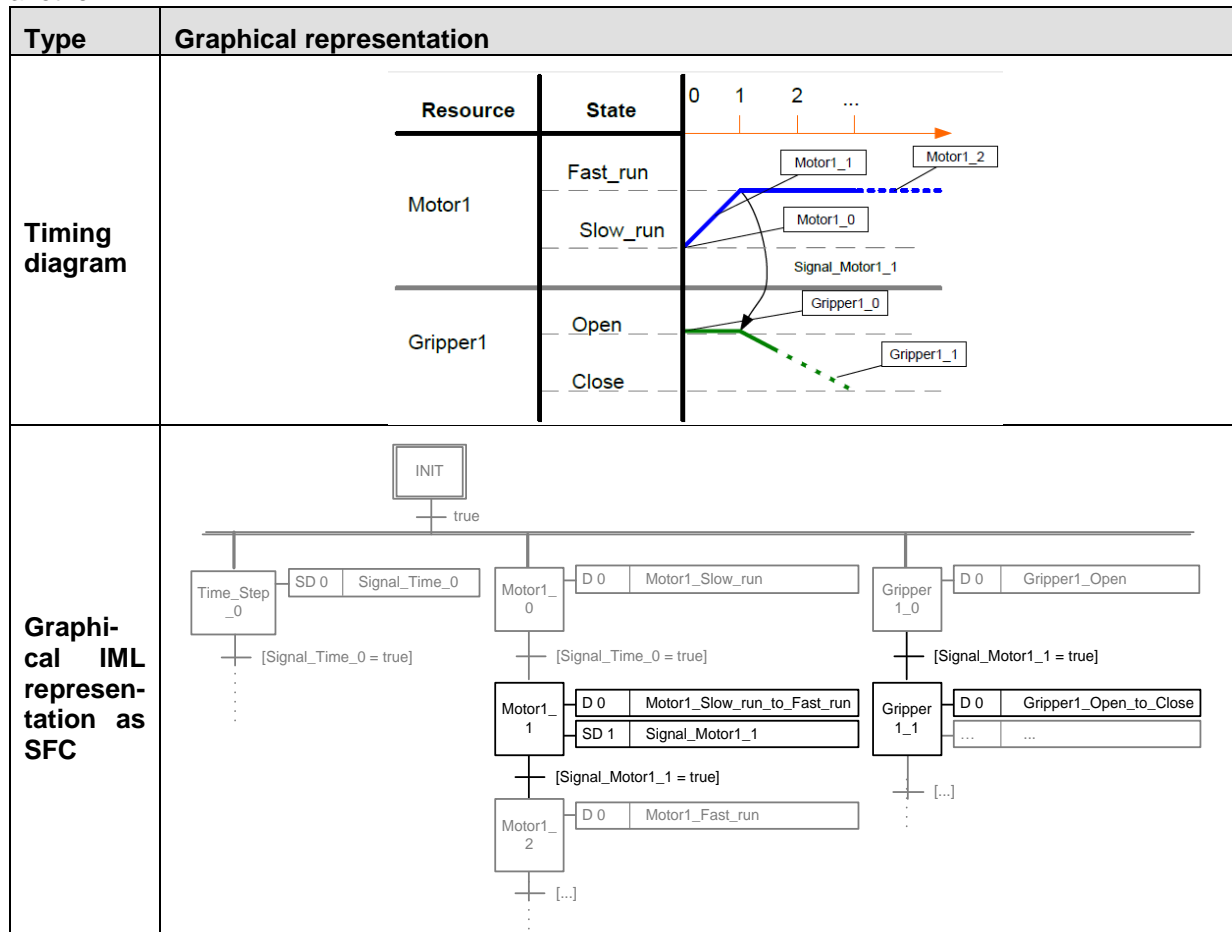 Type Graphical representation
Timing
diagram
Resource State 0 1 2 ...
Motor1
Fast_run
Slow_run
Motor1_1
Motor1_2
Motor1_0
Signal_Motor1_1
Gripper1
Open
Close
Gripper1_0
Gripper1_1
Graphi-
cal IML
represen-
tation as
SFC
INIT
true
Time_Step
_0
SD 0 Signal_Time_0
[Signal_Time_0 = true]
Motor1_
0
D 0 Motor1_Slow_run
[Signal_Time_0 = true]
Motor1_
1
D 0 Motor1_Slow_run_to_Fast_run
SD 1 Signal_Motor1_1
[Signal_Motor1_1 = true]
Motor1_
2
D 0 Motor1_Fast_run
[...]
Gripper
1_0
D 0 Gripper1_Open
[Signal_Motor1_1 = true]
Gripper
1_1
D 0 Gripper1_Open_to_Close
... ...
[...]